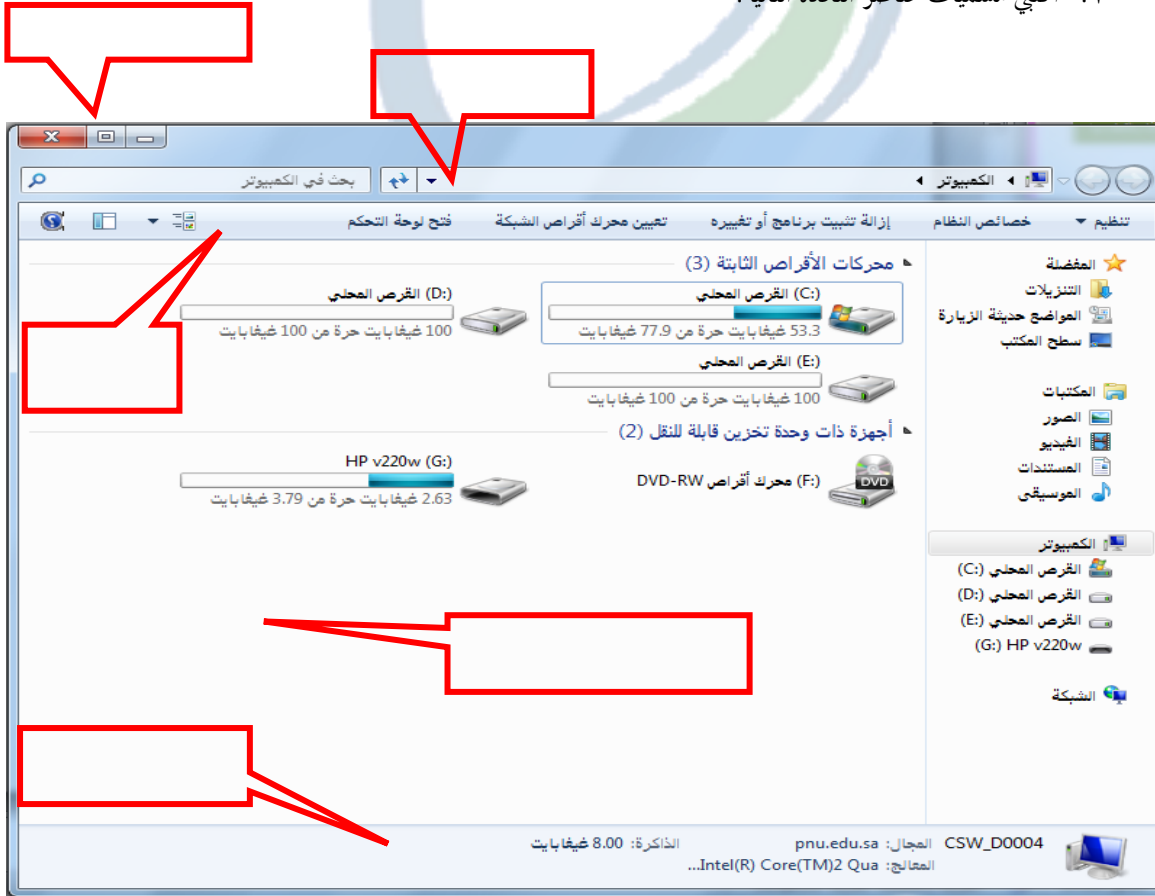 بحث في الكمبيوتر
الكمبيوتر
تنظيم
خصائص النظام
إزالة تثبيت برنامج أو تغييره
تعيين محرك أقراص الشبكة
فتح لوحة التحكم
المفضلة
التنزيلات
المواضع حديثة الزيارة
سطح المكتب
المكتبات
الصور
الفيديو
المستندات
الموسيقى
الكمبيوتر
القرص المحلي (C:)
القرص المحلي (D:)
القرص المحلي (E:)
HP v220w (G:)
الشبكة
محركات الأقراص الثابتة (3)
القرص المحلي (C:)
53.3 غيغابايت حرة من 77.9 غيغابايت
القرص المحلي (D:)
100 غيغابايت حرة من 100 غيغابايت
القرص المحلي (E:)
100 غيغابايت حرة من 100 غيغابايت
أجهزة ذات وحدة تخزين قابلة للنقل (2)
محرك أقراص DVD-RW (F:)
DVD
HP v220w (G:)
2.63 غيغابايت حرة من 3.79 غيغابايت
CSW_D0004 المجال: pnu.edu.sa الذاكرة: 8.00 غيغابايت
المعالج: Intel(R) Core(TM)2 Qua...